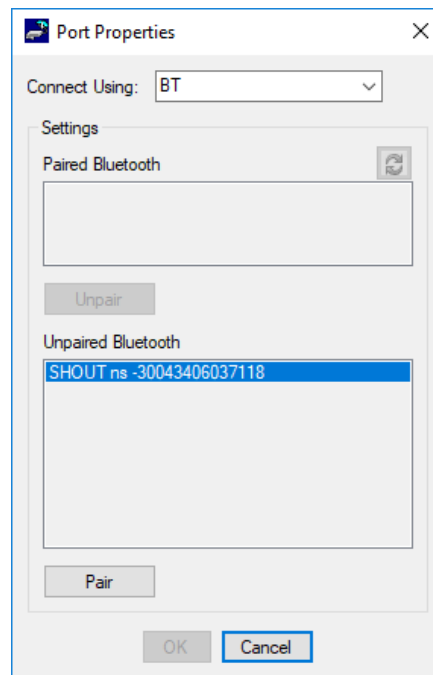 Port Properties
Connect Using: BT
Settings
Paired Bluetooth
Unpair
Unpaired Bluetooth
SHOUT ns -30043406037118
Pair
OK Cancel